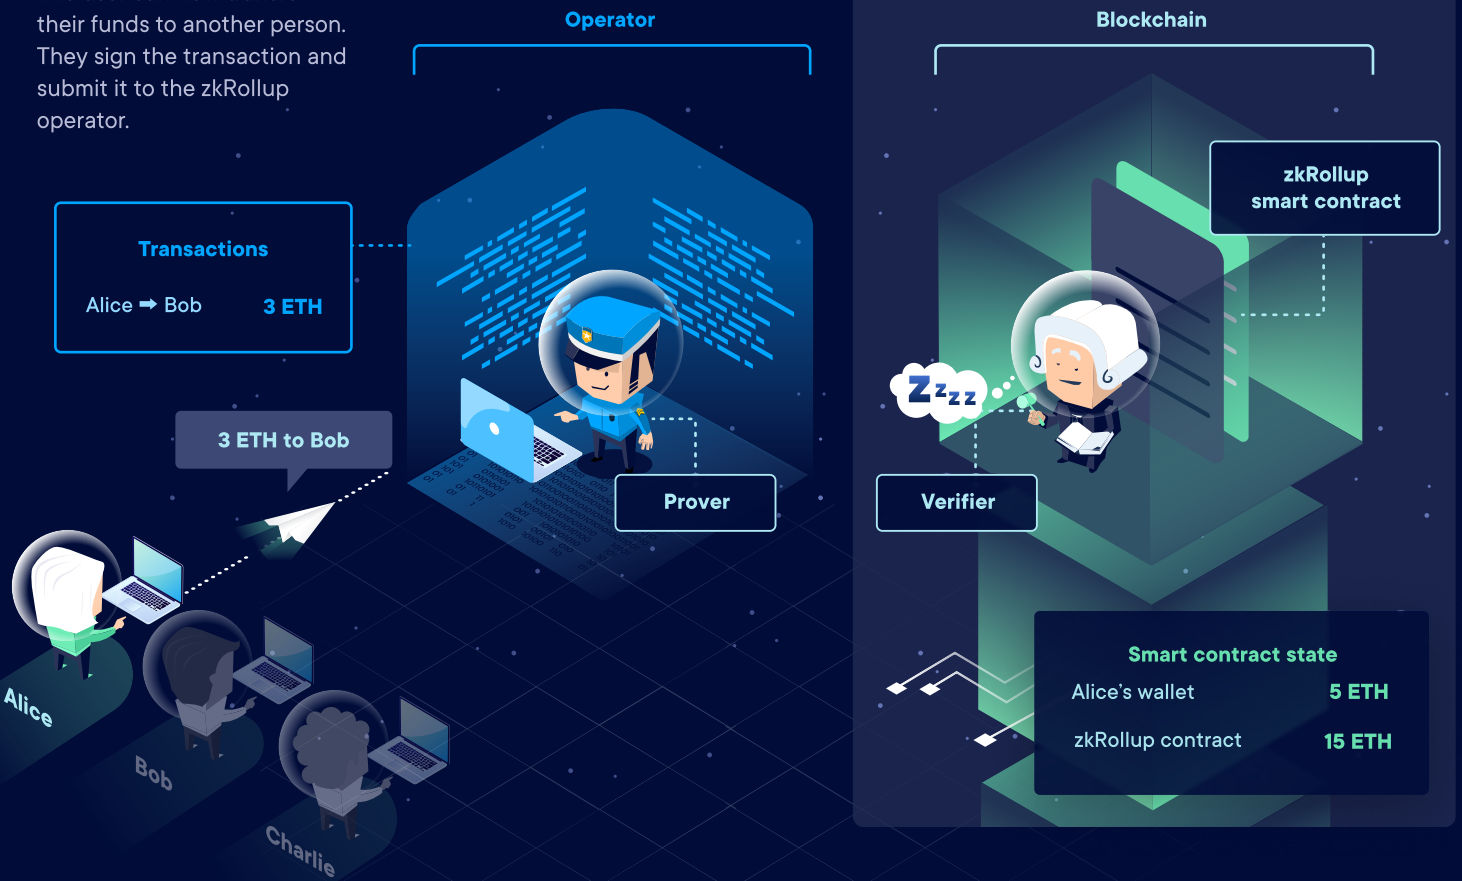 their funds to another person.
They sign the transaction and
submit it to the zkRollup
operator.
Operator
Blockchain
zkRollup
smart contract
Transactions
Alice ➡ Bob 3 ETH
Zzzz
3 ETH to Bob
Prover
Verifier
Smart contract state
Alice's wallet 5 ETH
zkRollup contract 15 ETH
Alice
Bob
Charlie